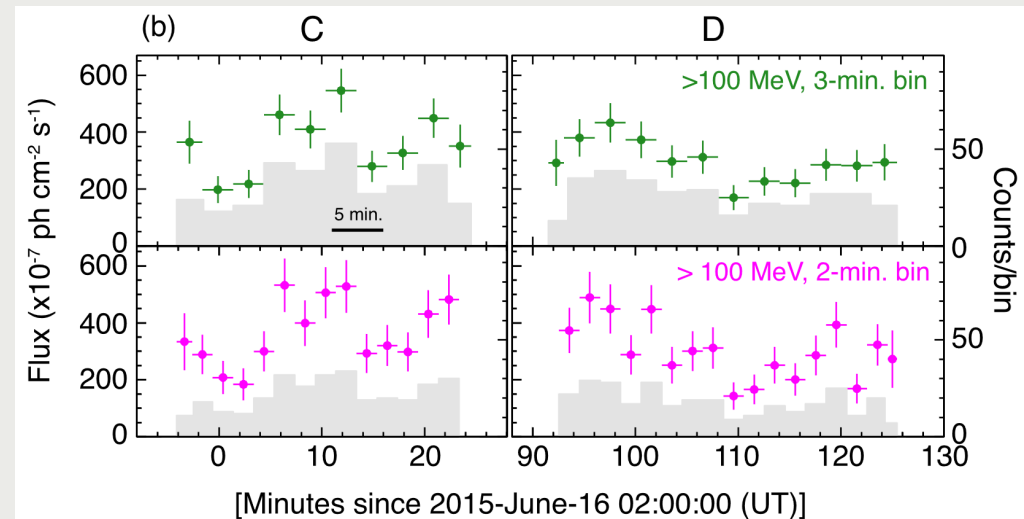 (b) C D
600
400
200
0
>100 MeV, 3-min. bin
50
0
5 min.
600
400
200
0
> 100 MeV, 2-min. bin
50
0
Flux (x10⁻⁷ ph cm⁻² s⁻¹)
Counts/bin
0 10 20 90 100 110 120 130
[Minutes since 2015-June-16 02:00:00 (UT)]